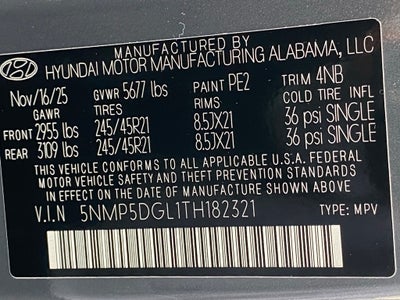 MANUFACTURED BY
HYUNDAI MOTOR MANUFACTURING ALABAMA, LLC
Nov/16/25 GVWR 5677 lbs PAINT PE2 TRIM 4NB
GAWR TIRES RIMS COLD TIRE INFL
FRONT 2955 lbs 245/45R21 8.5JX21 36 psi SINGLE
REAR 3109 lbs 245/45R21 8.5JX21 36 psi SINGLE
THIS VEHICLE CONFORMS TO ALL APPLICABLE U.S.A. FEDERAL
MOTOR VEHICLE SAFETY AND THEFT PREVENTION STANDARDS
IN EFFECT ON THE DATE OF MANUFACTURE SHOWN ABOVE.
V.I.N 5NMP5DGL1TH182321 TYPE: MPV